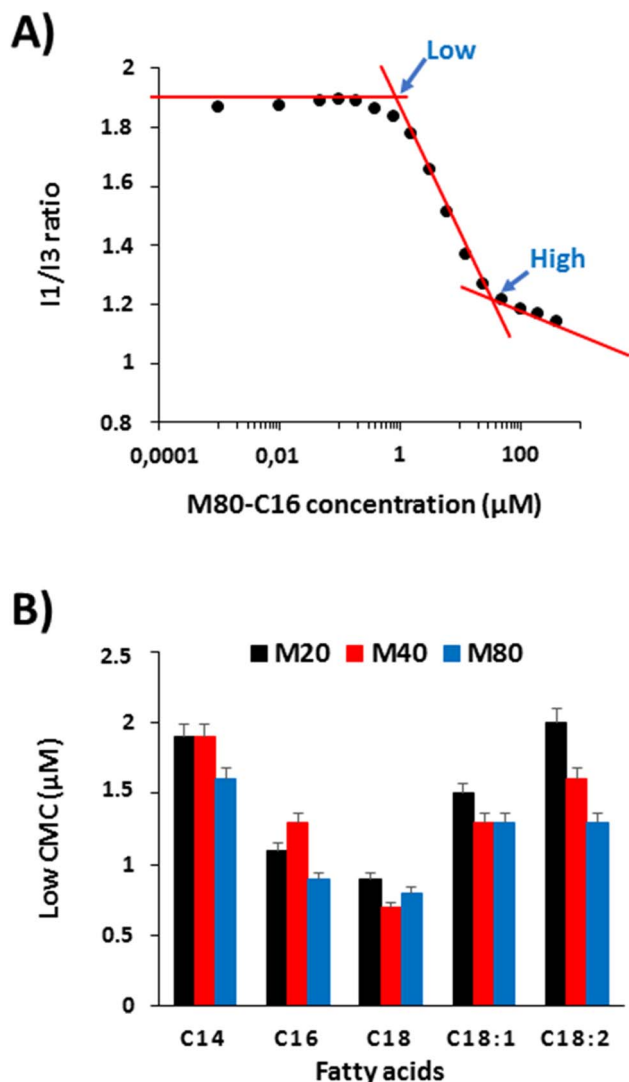 A)
Low
High
2
1.8
1.6
1.4
1.2
1
0.8
I1/I3 ratio
0,0001
0,01
1
100
M80-C16 concentration (µM)
B)
M20 M40 M80
2.5
2
1.5
1
0.5
0
Low CMC (µM)
C14 C16 C18 C18:1 C18:2
Fatty acids